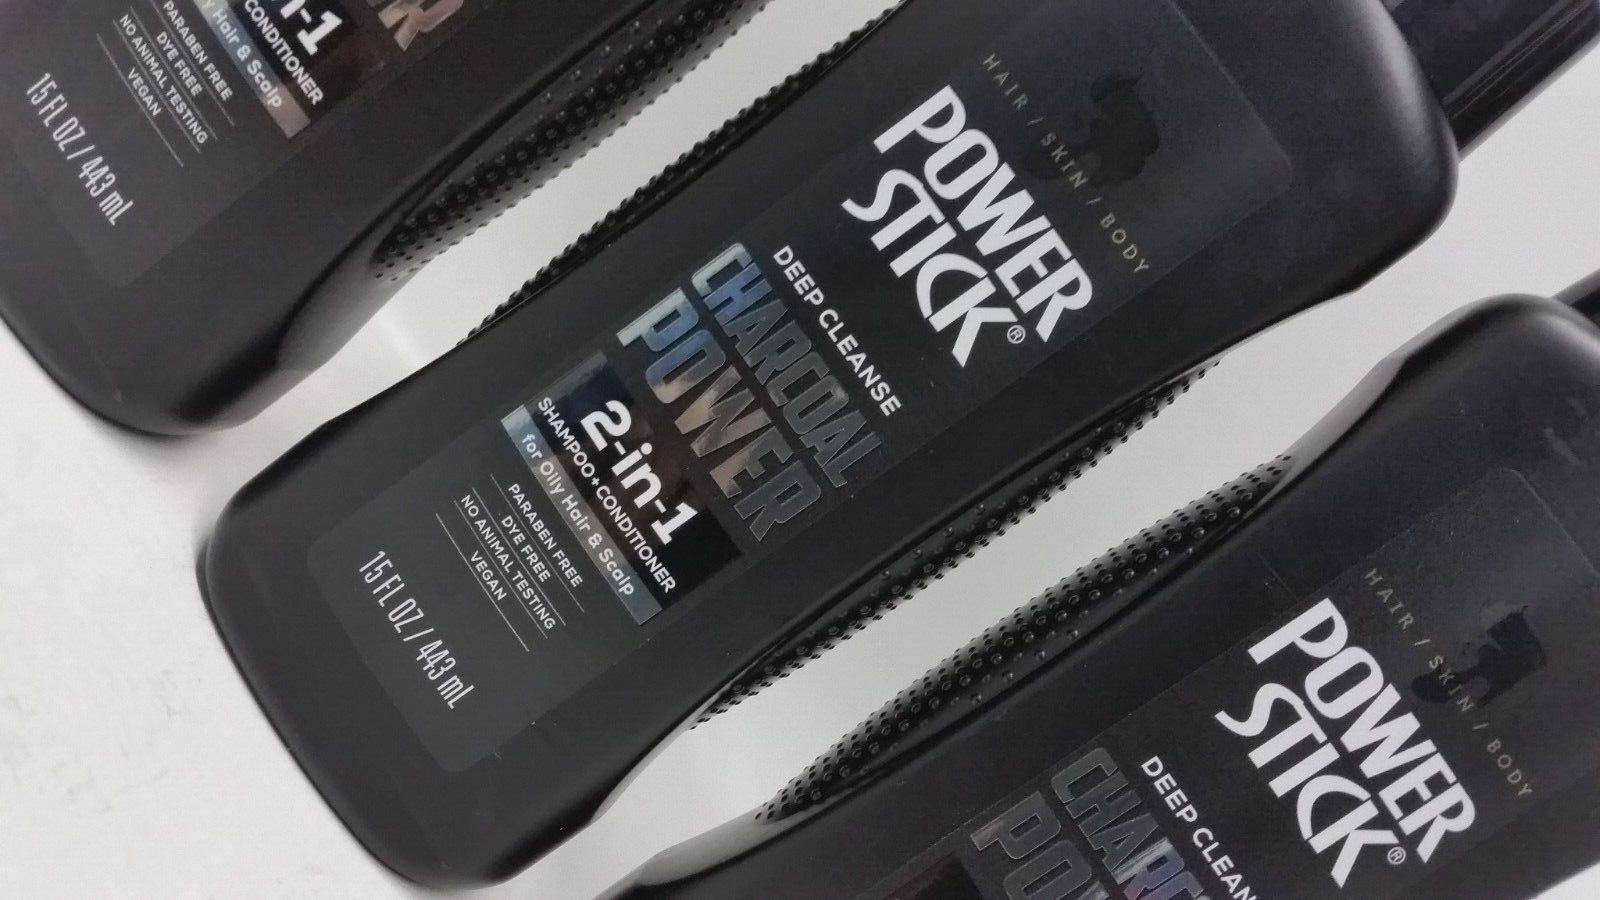 R
n-1
CONDITIONER
y Hair & Scalp
PARABEN FREE
DYE FREE
NO ANIMAL TESTING
VEGAN
15 FL OZ / 443 mL
HAIR / SKIN / BODY
POWER
STICK®
DEEP CLEANSE
CHARCOAL
POWER
2-in-1
SHAMPOO+CONDITIONER
for Oily Hair & Scalp
PARABEN FREE
DYE FREE
NO ANIMAL TESTING
VEGAN
15 FL OZ / 443 mL
HAIR / SKIN / BODY
POWER
STICK®
DEEP CLEAN
CHARC
PO